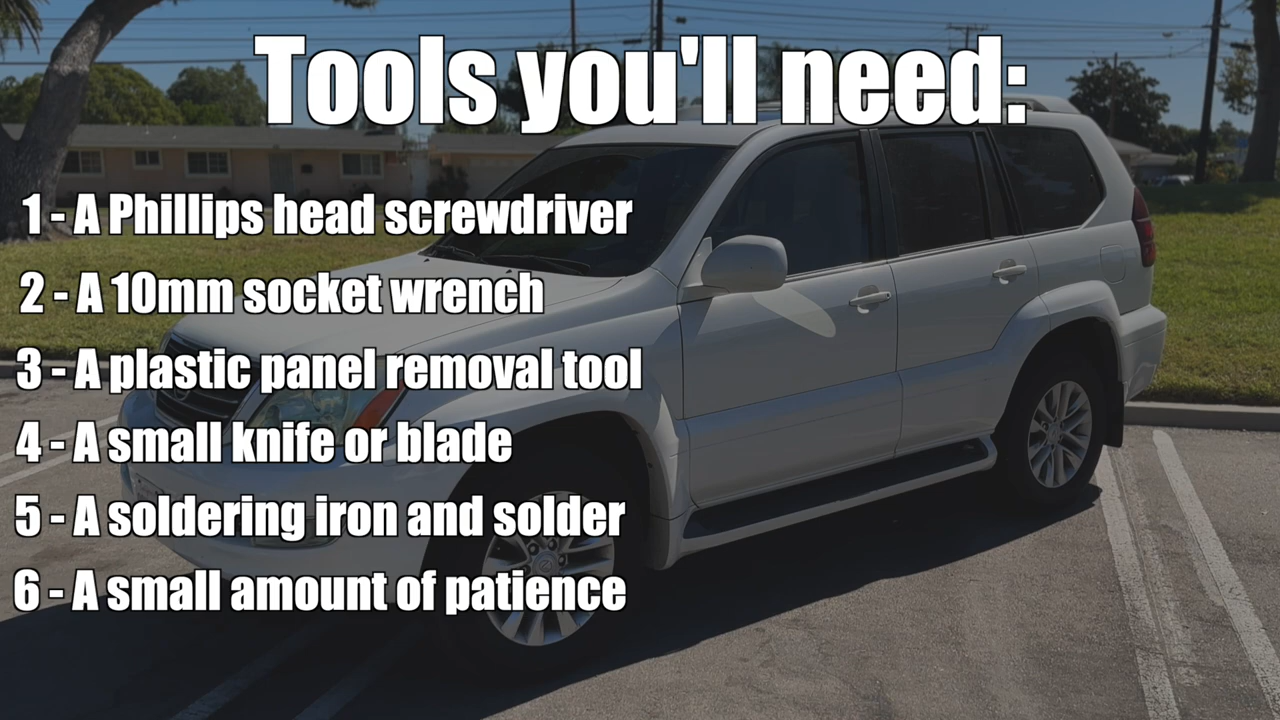 Tools you'll need:
1 - A Phillips head screwdriver
2 - A 10mm socket wrench
3 - A plastic panel removal tool
4 - A small knife or blade
5 - A soldering iron and solder
6 - A small amount of patience